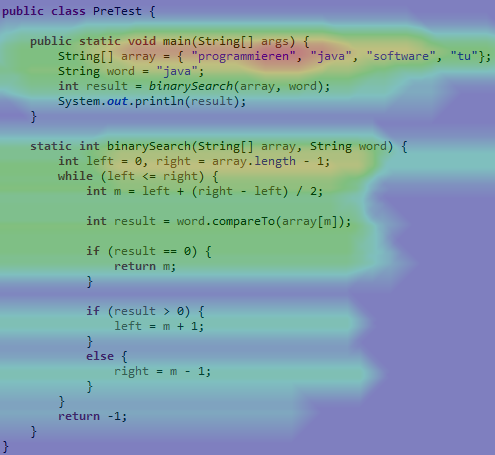 public class PreTest {
public static void main(String[] args) {
String[] array = { "programmieren", "java", "software", "tu"};
String word = "java";
int result = binarySearch(array, word);
System.out.println(result);
}
static int binarySearch(String[] array, String word) {
int left = 0, right = array.length - 1;
while (left <= right) {
int m = left + (right - left) / 2;
int result = word.compareTo(array[m]);
if (result == 0) {
return m;
}
if (result > 0) {
left = m + 1;
}
else {
right = m - 1;
}
}
return -1;
}
}